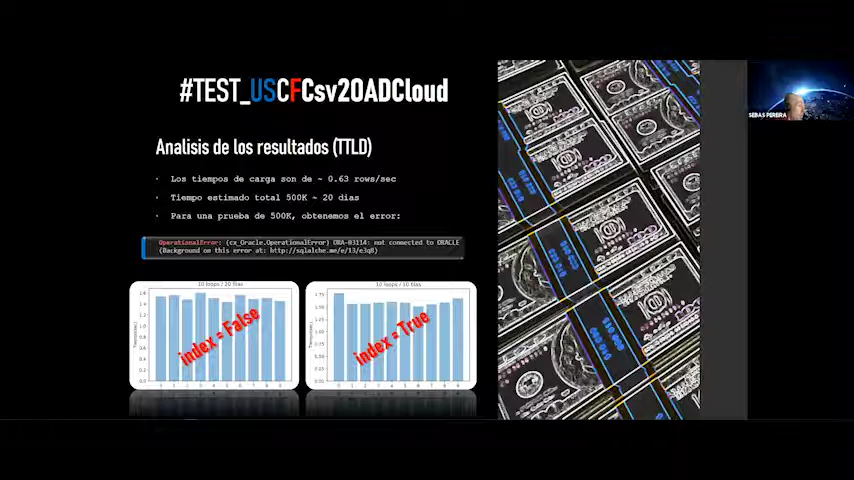 #TEST_USCFCsv2OADCloud
Analisis de los resultados (TTLD)
· Los tiempos de carga son de ~ 0.63 rows/sec
· Tiempo estimado total 500K ~ 20 dias
· Para una prueba de 500K, obtenemos el error:
OperationalError: (cx_Oracle.OperationalError) ORA-03114: not connected to ORACLE
(Background on this error at: http://sqlalche.me/e/13/e3q8)
10 loops / 20 filas
index = False
10 loops / 10 filas
index = True
SEBAS PEREIRA